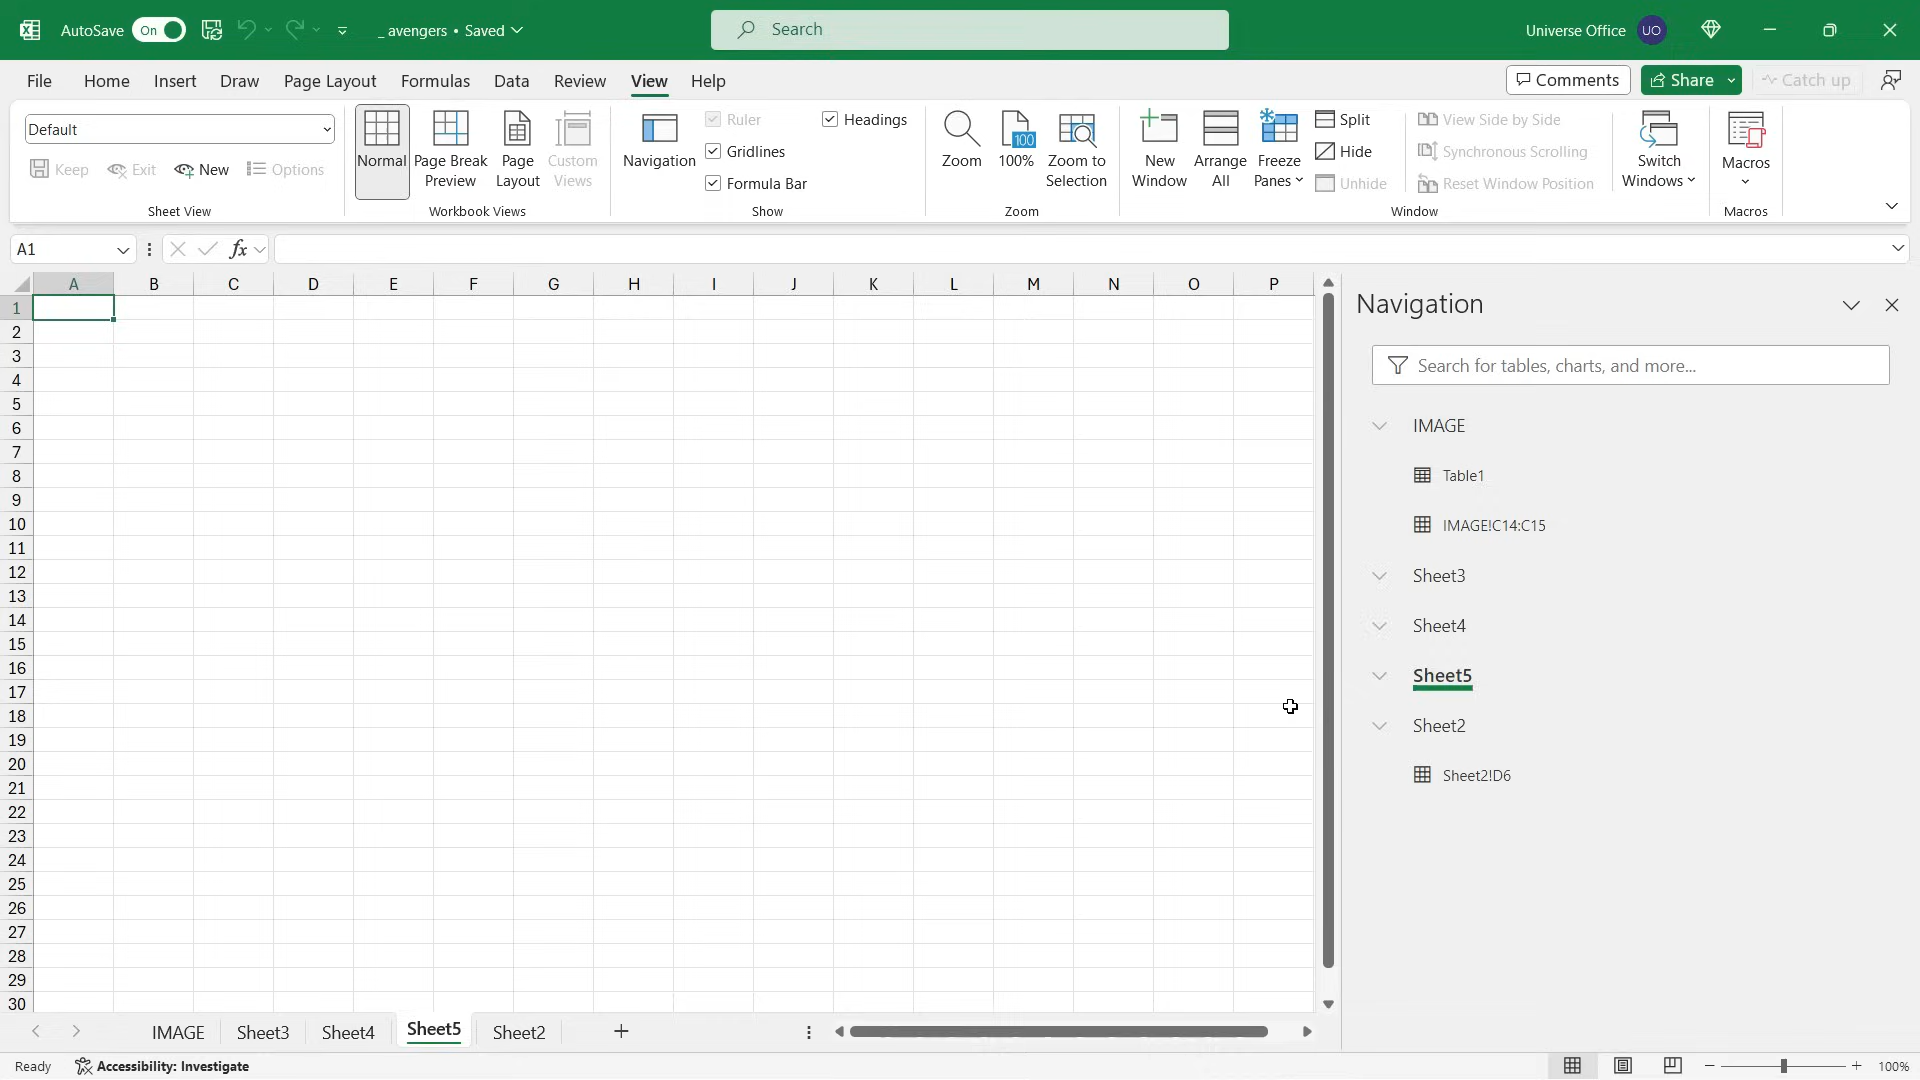 AutoSave On _ avengers • Saved Search Universe Office UO
File Home Insert Draw Page Layout Formulas Data Review View Help Comments Share Catch up
Default
Keep Exit New Options
Sheet View
Normal Page Break Preview Page Layout Custom Views
Workbook Views
Navigation
Ruler Headings
Gridlines
Formula Bar
Show
Zoom 100 100% Zoom to Selection
Zoom
New Window Arrange All Freeze Panes
Split View Side by Side
Hide Synchronous Scrolling
Unhide Reset Window Position
Switch Windows
Window
Macros
Macros
A1 fx
A B C D E F G H I J K L M N O P
1
2
3
4
5
6
7
8
9
10
11
12
13
14
15
16
17
18
19
20
21
22
23
24
25
26
27
28
29
30
Navigation
Search for tables, charts, and more...
IMAGE
Table1
IMAGE!C14:C15
Sheet3
Sheet4
Sheet5
Sheet2
Sheet2!D6
IMAGE Sheet3 Sheet4 Sheet5 Sheet2
Ready Accessibility: Investigate 100%